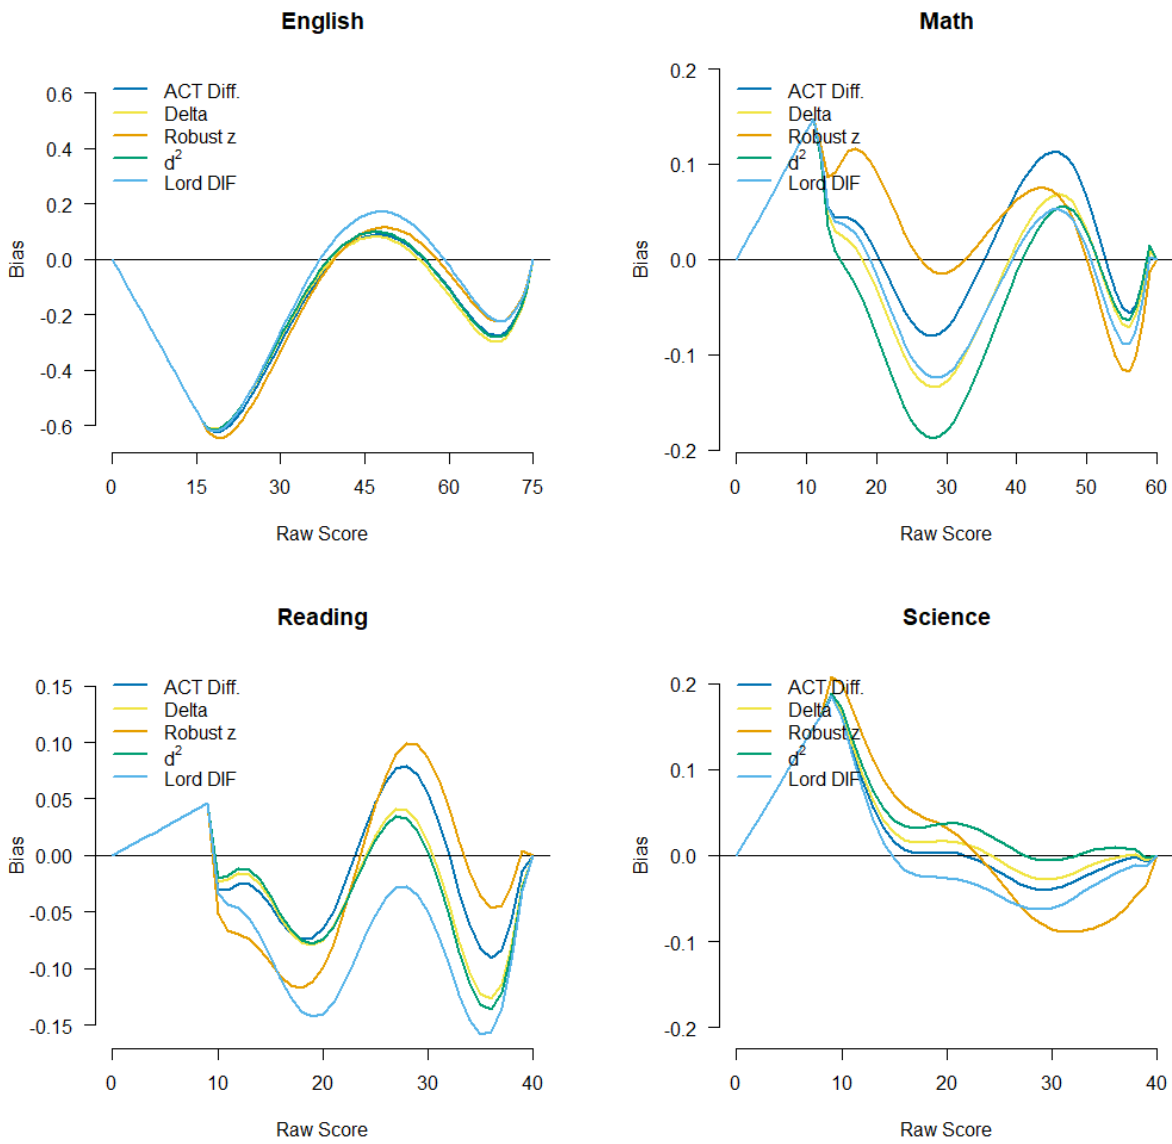 English
0.6
0.4
0.2
0.0
-0.2
-0.4
-0.6
Bias
ACT Diff.
Delta
Robust z
d²
Lord DIF
0 15 30 45 60 75
Raw Score
Math
0.2
0.1
0.0
-0.1
-0.2
Bias
ACT Diff.
Delta
Robust z
d²
Lord DIF
0 10 20 30 40 50 60
Raw Score
Reading
0.15
0.10
0.05
0.00
-0.05
-0.10
-0.15
Bias
ACT Diff.
Delta
Robust z
d²
Lord DIF
0 10 20 30 40
Raw Score
Science
0.2
0.1
0.0
-0.1
-0.2
Bias
ACT Diff.
Delta
Robust z
d²
Lord DIF
0 10 20 30 40
Raw Score